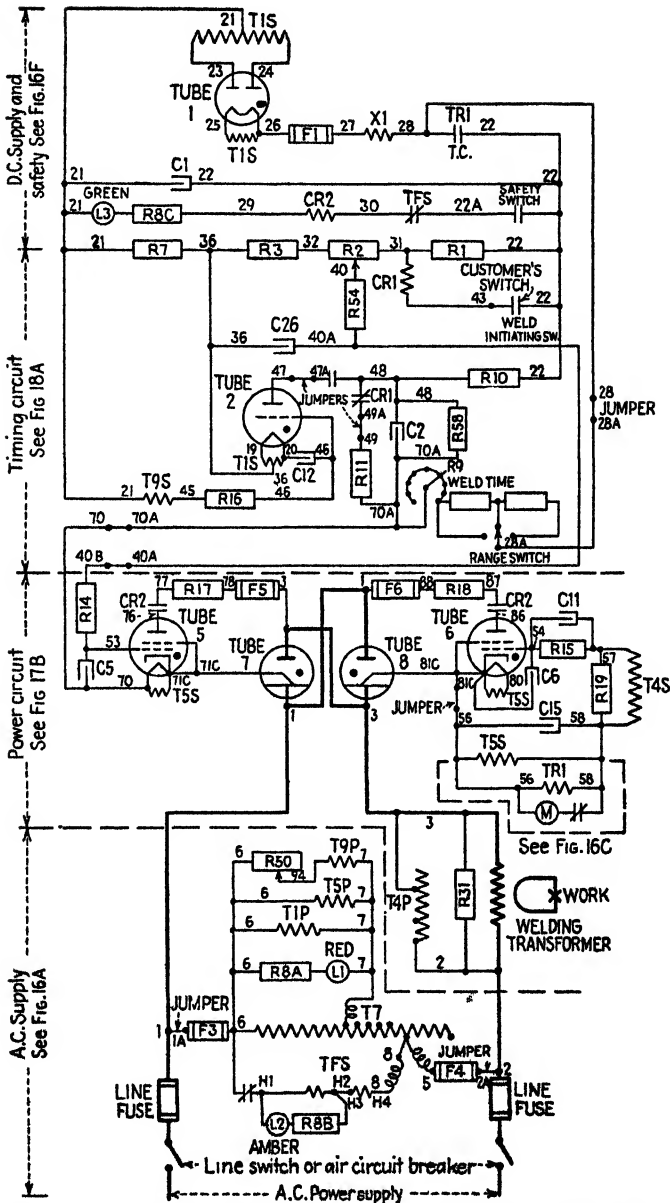 D.C. Supply and
safety See FIG.16F
Timing circuit
See FIG 18A
Power circuit
See FIG 17B
A.C. Supply
See FIG.16A
21 T1S
23 24
TUBE
1
25 26 F1 27 X1 28 TR1 22
T1S T.C.
21 C1 22 22
GREEN SAFETY
SWITCH
21 L3 R8C 29 CR2 30 TFS 22A
21 R7 36 R3 32 R2 31 R1 22
40 CR1 CUSTOMER'S
SWITCH
43 22
R54 WELD
INITIATING SW.
C26
36 40A
47 47A 48 R10 22
TUBE
2
JUMPERS CR1 48
49A
49 C2 R58
28
JUMPER
28A
19 20 46
T1S 36 C12 R11 70A
R9
T9S WELD TIME
21 45 R16 46
70A
70 70A 28A
RANGE SWITCH
40B 40A
77 R17 78 F5 3 F6 88 R18 87
R14 CR2 CR2 C11
76 TUBE
5
TUBE
7
TUBE
8
TUBE
6
86 54
53 R15 57
C5 71C 71C 81C 81C 80 C6 R19 T4S
70 T5S T5S
1 3 JUMPER 56 C15 58
T5S
56 TR1 58
M
See FIG.16C
3
6 R50 94 T9P 7
6 T5P 7
6 T1P 7
T4P R31 WORK
WELDING
TRANSFORMER
6 R8A RED L1 7
2
T7
1 JUMPER 6
1A F3
8 JUMPER 2
5 F4 2A
H1 TFS H2 8
H3 H4
L2 R8B
AMBER
LINE
FUSE
LINE
FUSE
Line switch or air circuit breaker
A.C. Power supply